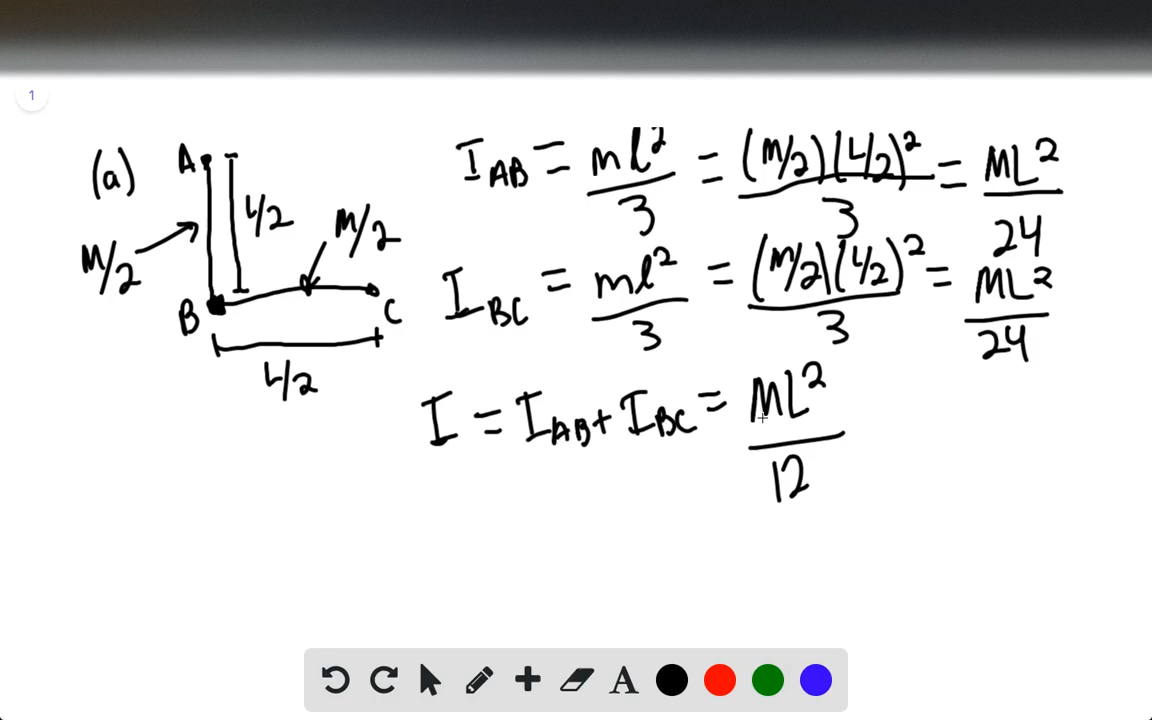 1
(a)
A
L/2
M/2
M/2
B
C
L/2
I_AB = ml²/3 = (M/2)(L/2)²/3 = ML²/24
I_BC = ml²/3 = (M/2)(L/2)²/3 = ML²/24
I = I_AB + I_BC = ML²/12
A